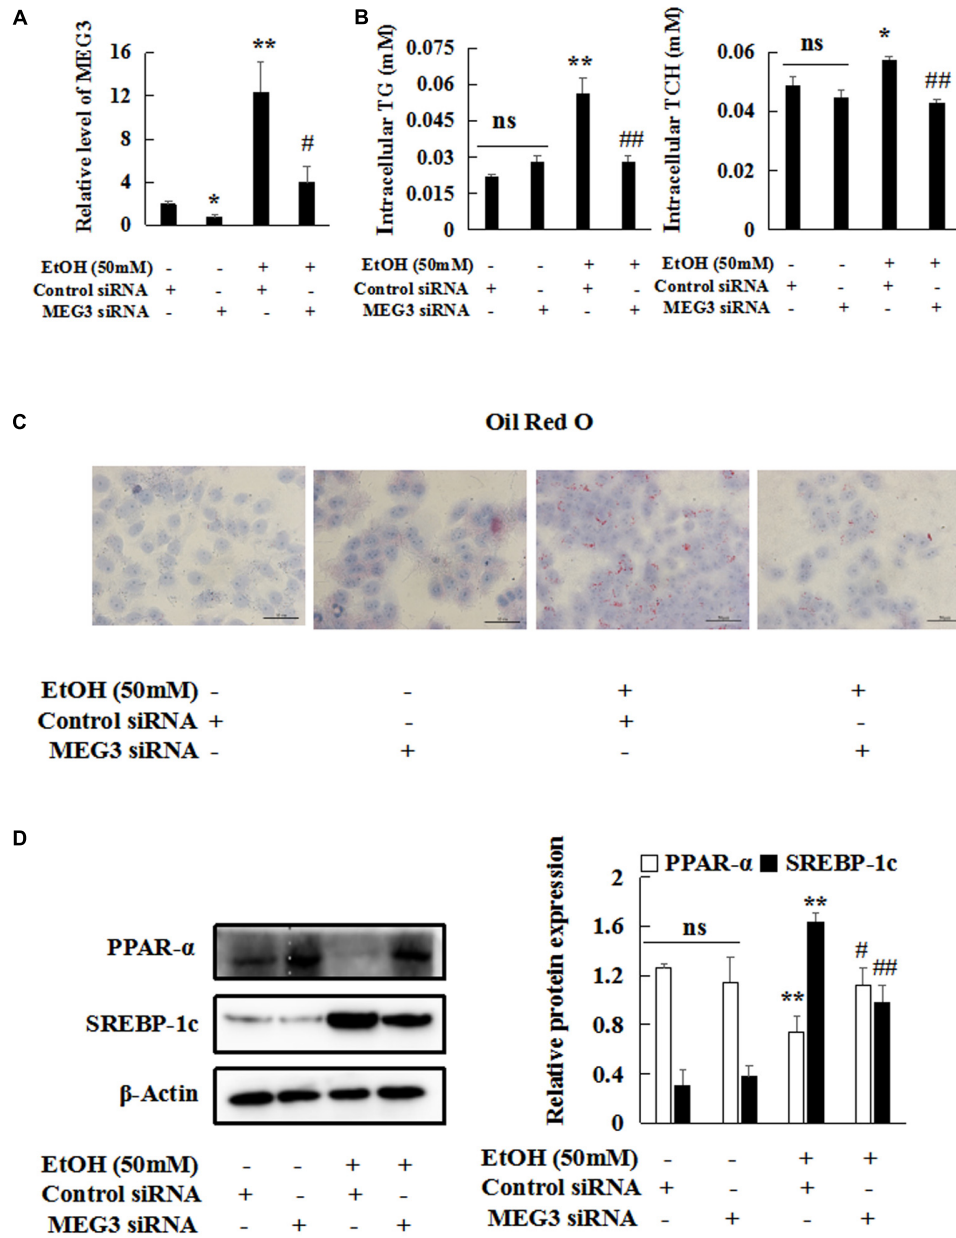 A
Relative level of MEG3
16
12
8
4
0
**
*
#
EtOH (50mM) - - + +
Control siRNA + - + -
MEG3 siRNA - + - +
B
Intracellular TG (mM)
0.075
0.06
0.045
0.03
0.015
0
ns
**
##
EtOH (50mM) - - + +
Control siRNA + - + -
MEG3 siRNA - + - +
Intracellular TCH (mM)
0.06
0.04
0.02
0
ns
*
##
EtOH (50mM) - - + +
Control siRNA + - + -
MEG3 siRNA - + - +
C
Oil Red O
EtOH (50mM) - - + +
Control siRNA + - + -
MEG3 siRNA - + - +
D
PPAR-α
SREBP-1c
β-Actin
EtOH (50mM) - - + +
Control siRNA + - + -
MEG3 siRNA - + - +
Relative protein expression
PPAR-α SREBP-1c
2
1.6
1.2
0.8
0.4
0
ns
**
**
#
##
EtOH (50mM) - - + +
Control siRNA + - + -
MEG3 siRNA - + - +